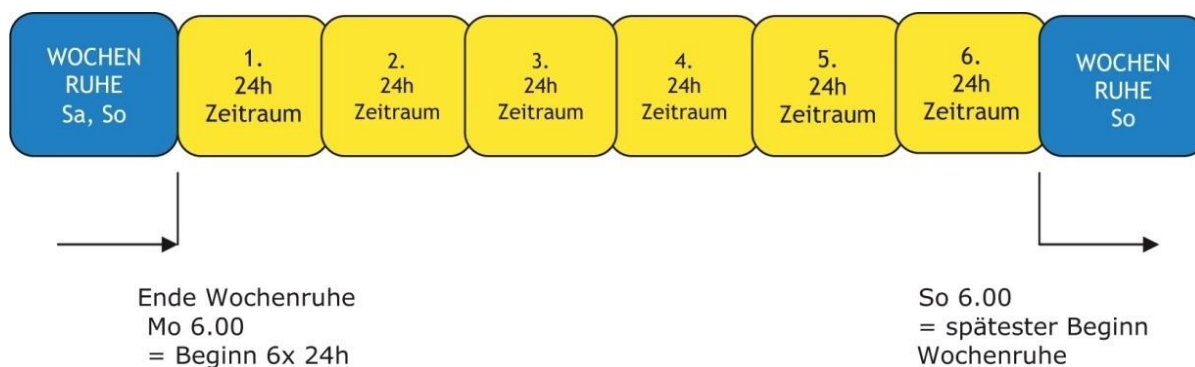 WOCHEN
RUHE
Sa, So
1.
24h
Zeitraum
2.
24h
Zeitraum
3.
24h
Zeitraum
4.
24h
Zeitraum
5.
24h
Zeitraum
6.
24h
Zeitraum
WOCHEN
RUHE
So
Ende Wochenruhe
Mo 6.00
= Beginn 6x 24h
So 6.00
= spätester Beginn
Wochenruhe